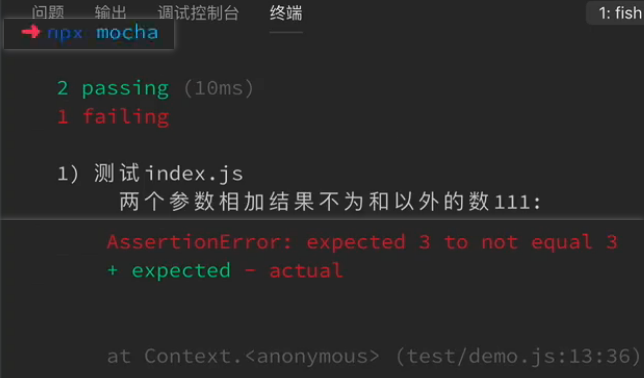 问题 输出 调试控制台 终端 1: fish
➜ npx mocha
2 passing (10ms)
1 failing
1) 测试index.js
两个参数相加结果不为和以外的数111:
AssertionError: expected 3 to not equal 3
+ expected - actual
at Context.<anonymous> (test/demo.js:13:36)